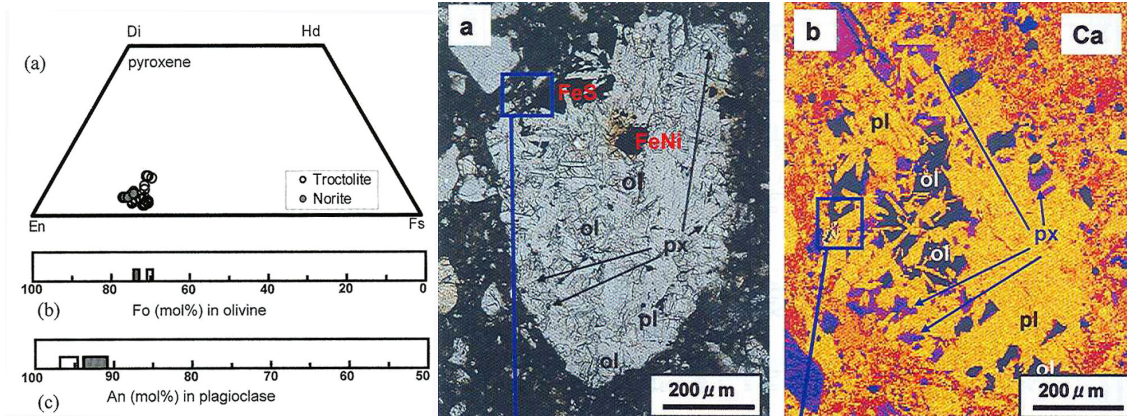 Di
Hd
(a)
pyroxene
Troctolite
Norite
En
Fs
100
80
60
40
20
0
(b)
Fo (mol%) in olivine
100
90
80
70
60
50
(c)
An (mol%) in plagioclase
a
FeS
FeNi
ol
ol
px
pl
ol
200 μm
b
Ca
pl
ol
px
ol
pl
ol
200 μm